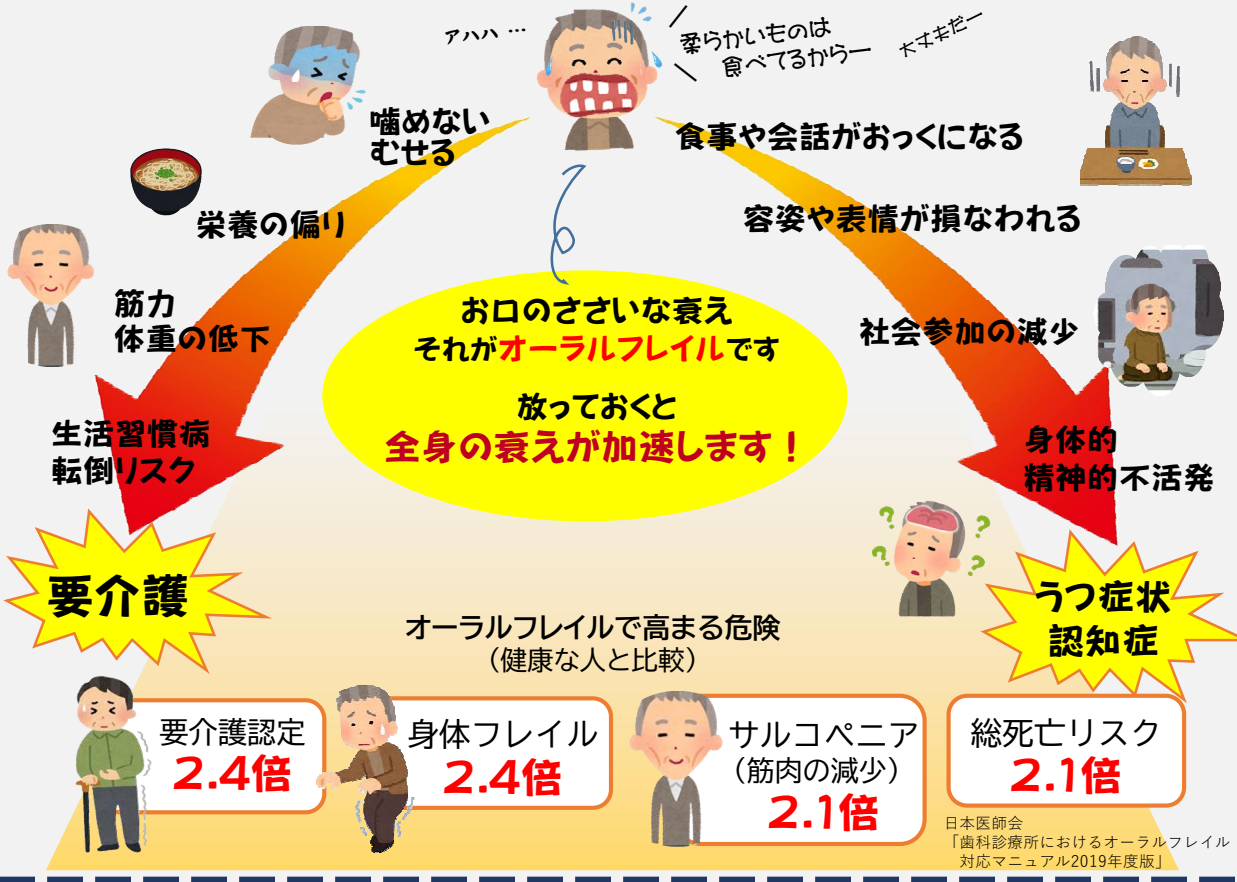 アハハ …
柔らかいものは
食べてるからー
大丈夫だー
噛めない
むせる
栄養の偏り
筋力
体重の低下
生活習慣病
転倒リスク
要介護
食事や会話がおっくになる
容姿や表情が損なわれる
社会参加の減少
身体的
精神的不活発
うつ症状
認知症
お口のささいな衰え
それがオーラルフレイルです
放っておくと
全身の衰えが加速します！
オーラルフレイルで高まる危険
（健康な人と比較）
要介護認定
2.4倍
身体フレイル
2.4倍
サルコペニア
（筋肉の減少）
2.1倍
総死亡リスク
2.1倍
日本医師会
「歯科診療所におけるオーラルフレイル
対応マニュアル2019年度版」